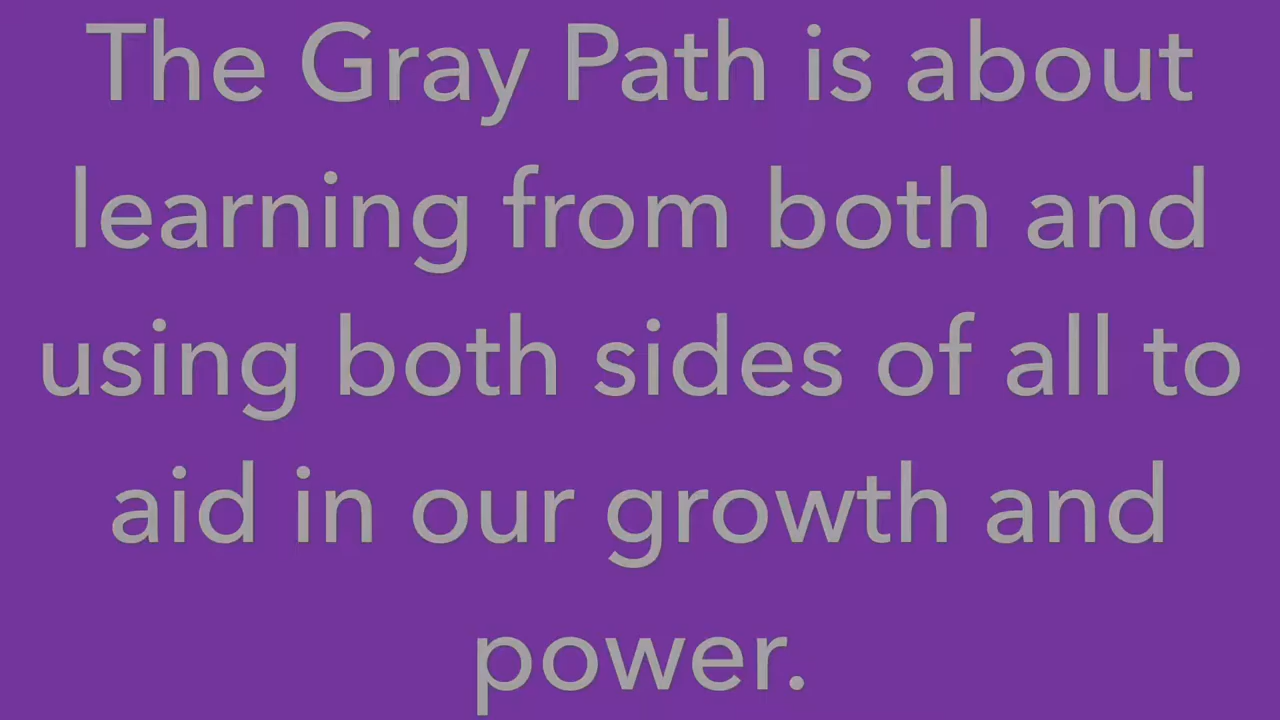 The Gray Path is about
learning from both and
using both sides of all to
aid in our growth and
power.